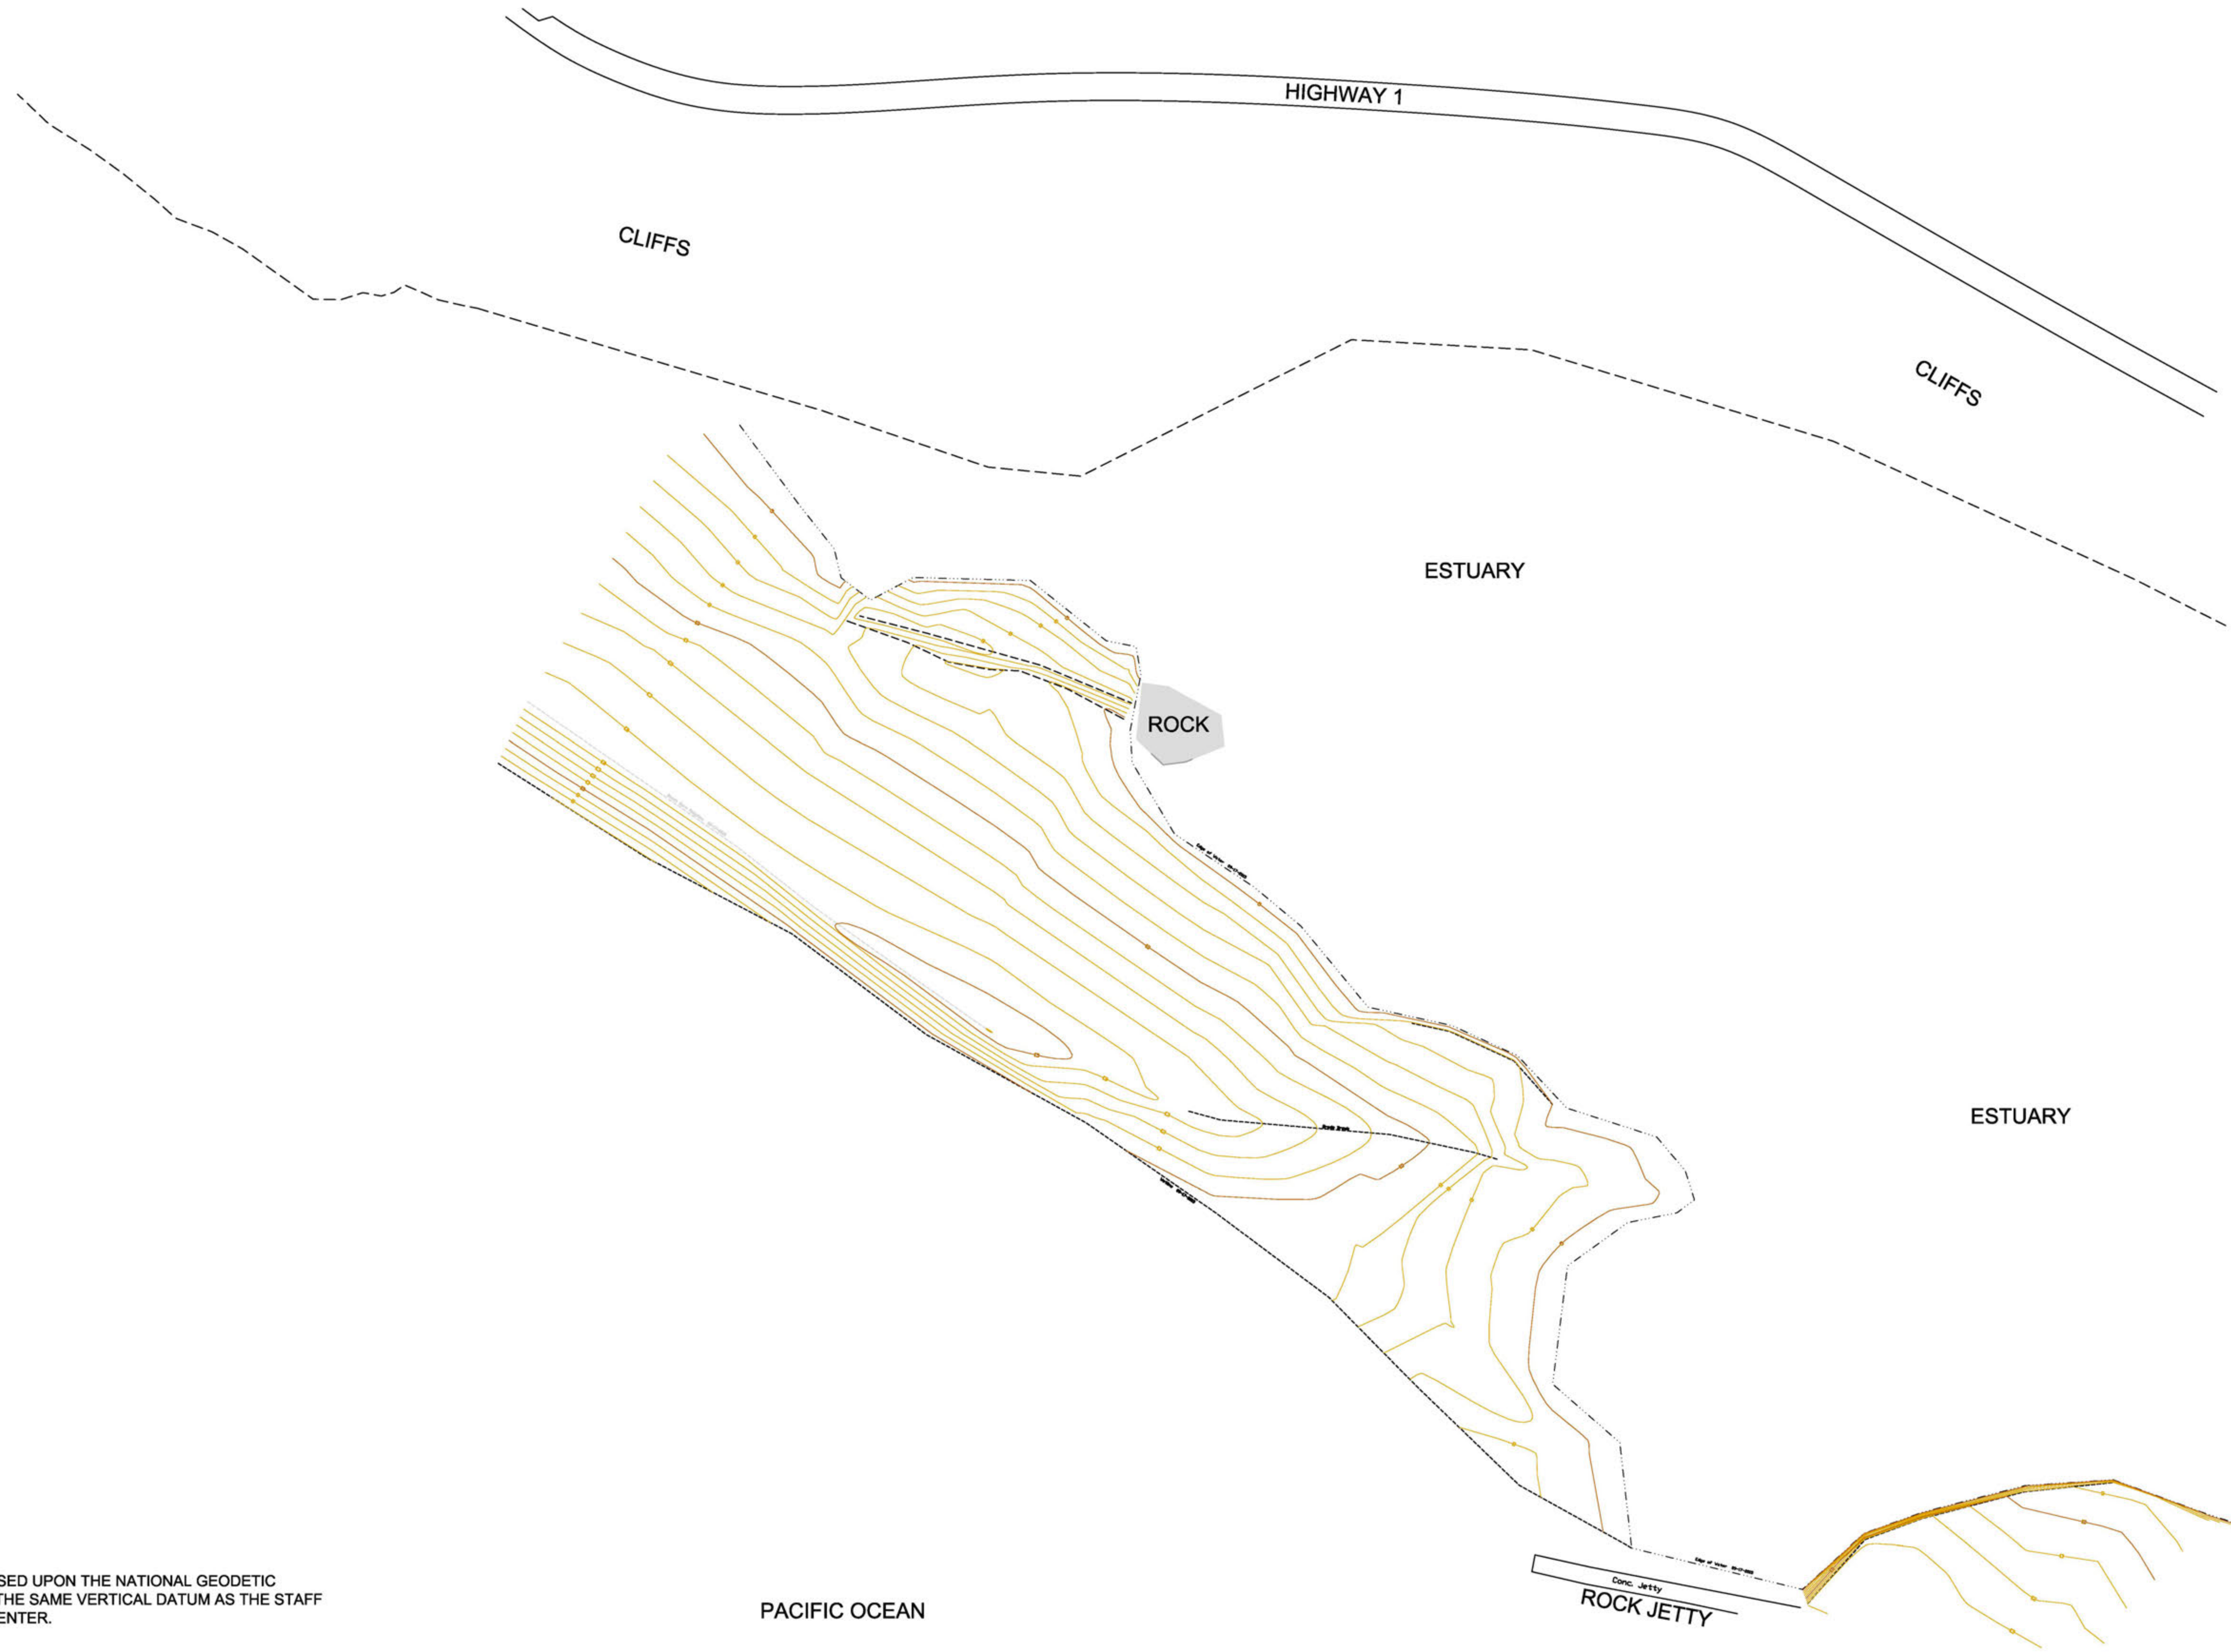 HIGHWAY 1
CLIFFS
CLIFFS
ESTUARY
ROCK
ESTUARY
Conc. Jetty
ROCK JETTY
SED UPON THE NATIONAL GEODETIC
THE SAME VERTICAL DATUM AS THE STAFF
ENTER.
PACIFIC OCEAN